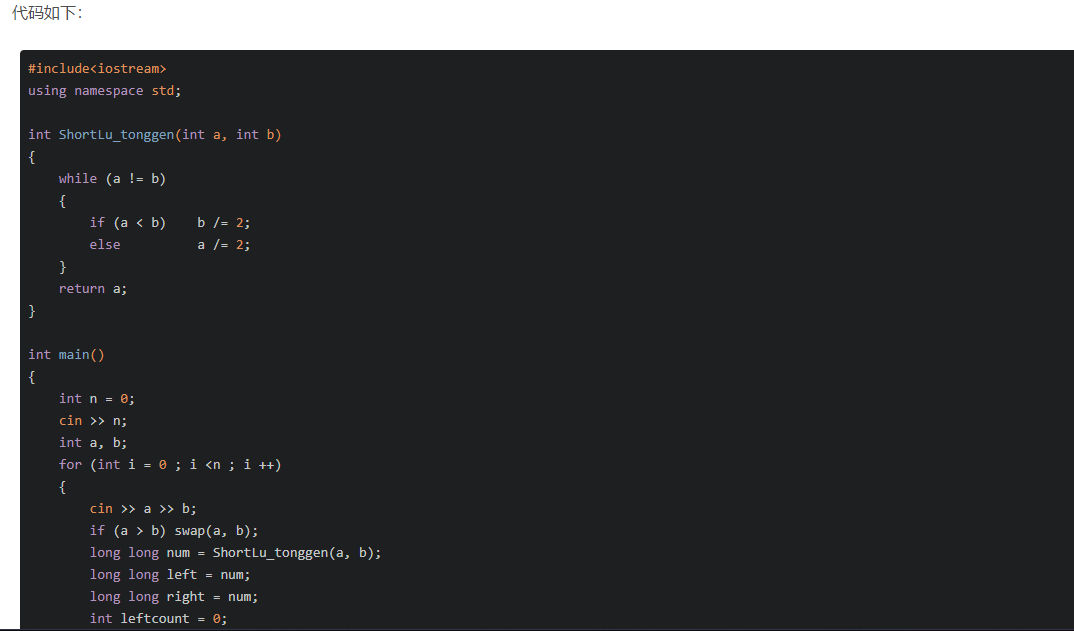 代码如下：
#include<iostream>
using namespace std;
int ShortLu_tonggen(int a, int b)
{
while (a != b)
{
if (a < b)    b /= 2;
else          a /= 2;
}
return a;
}
int main()
{
int n = 0;
cin >> n;
int a, b;
for (int i = 0 ; i <n ; i ++)
{
cin >> a >> b;
if (a > b) swap(a, b);
long long num = ShortLu_tonggen(a, b);
long long left = num;
long long right = num;
int leftcount = 0;